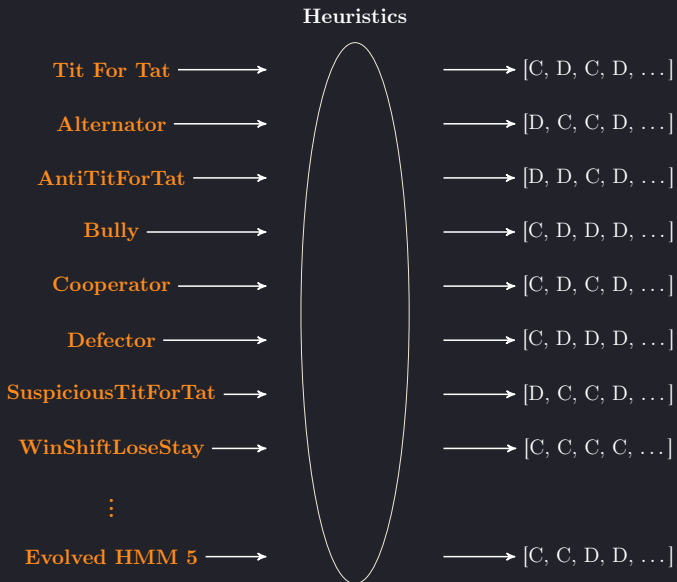 Heuristics
Tit For Tat [C, D, C, D, ...]
Alternator [D, C, C, D, ...]
AntiTitForTat [D, D, C, D, ...]
Bully [C, D, D, D, ...]
Cooperator [C, D, C, D, ...]
Defector [C, D, D, D, ...]
SuspiciousTitForTat [D, C, C, D, ...]
WinShiftLoseStay [C, C, C, C, ...]
⋮
Evolved HMM 5 [C, C, D, D, ...]